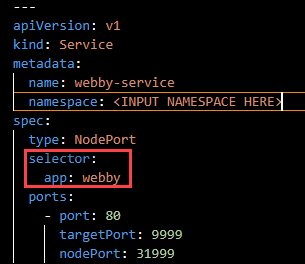 ---
apiVersion: v1
kind: Service
metadata:
  name: webby-service
  namespace: <INPUT NAMESPACE HERE>
spec:
  type: NodePort
  selector:
    app: webby
  ports:
    - port: 80
      targetPort: 9999
      nodePort: 31999